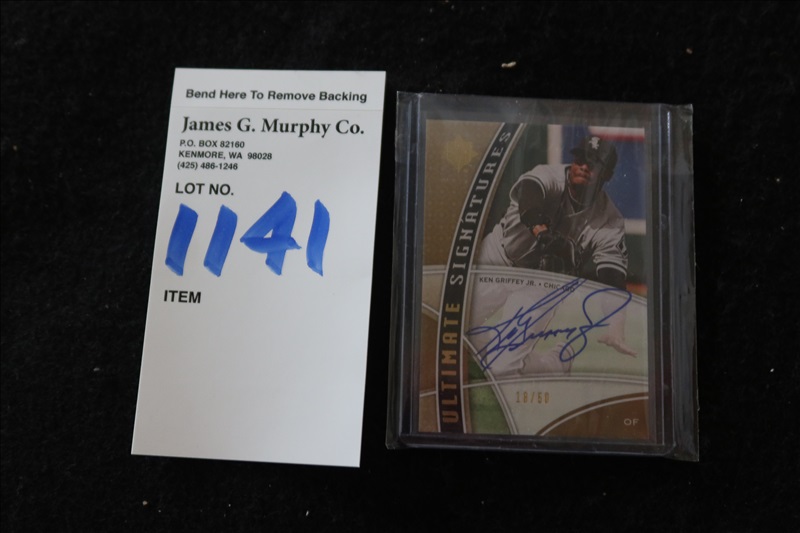 Bend Here To Remove Backing
James G. Murphy Co.
P.O. BOX 82160
KENMORE, WA 98028
(425) 486-1246
LOT NO.
1141
ITEM
ULTIMATE SIGNATURES
KEN GRIFFEY JR. • CHICAGO
OF